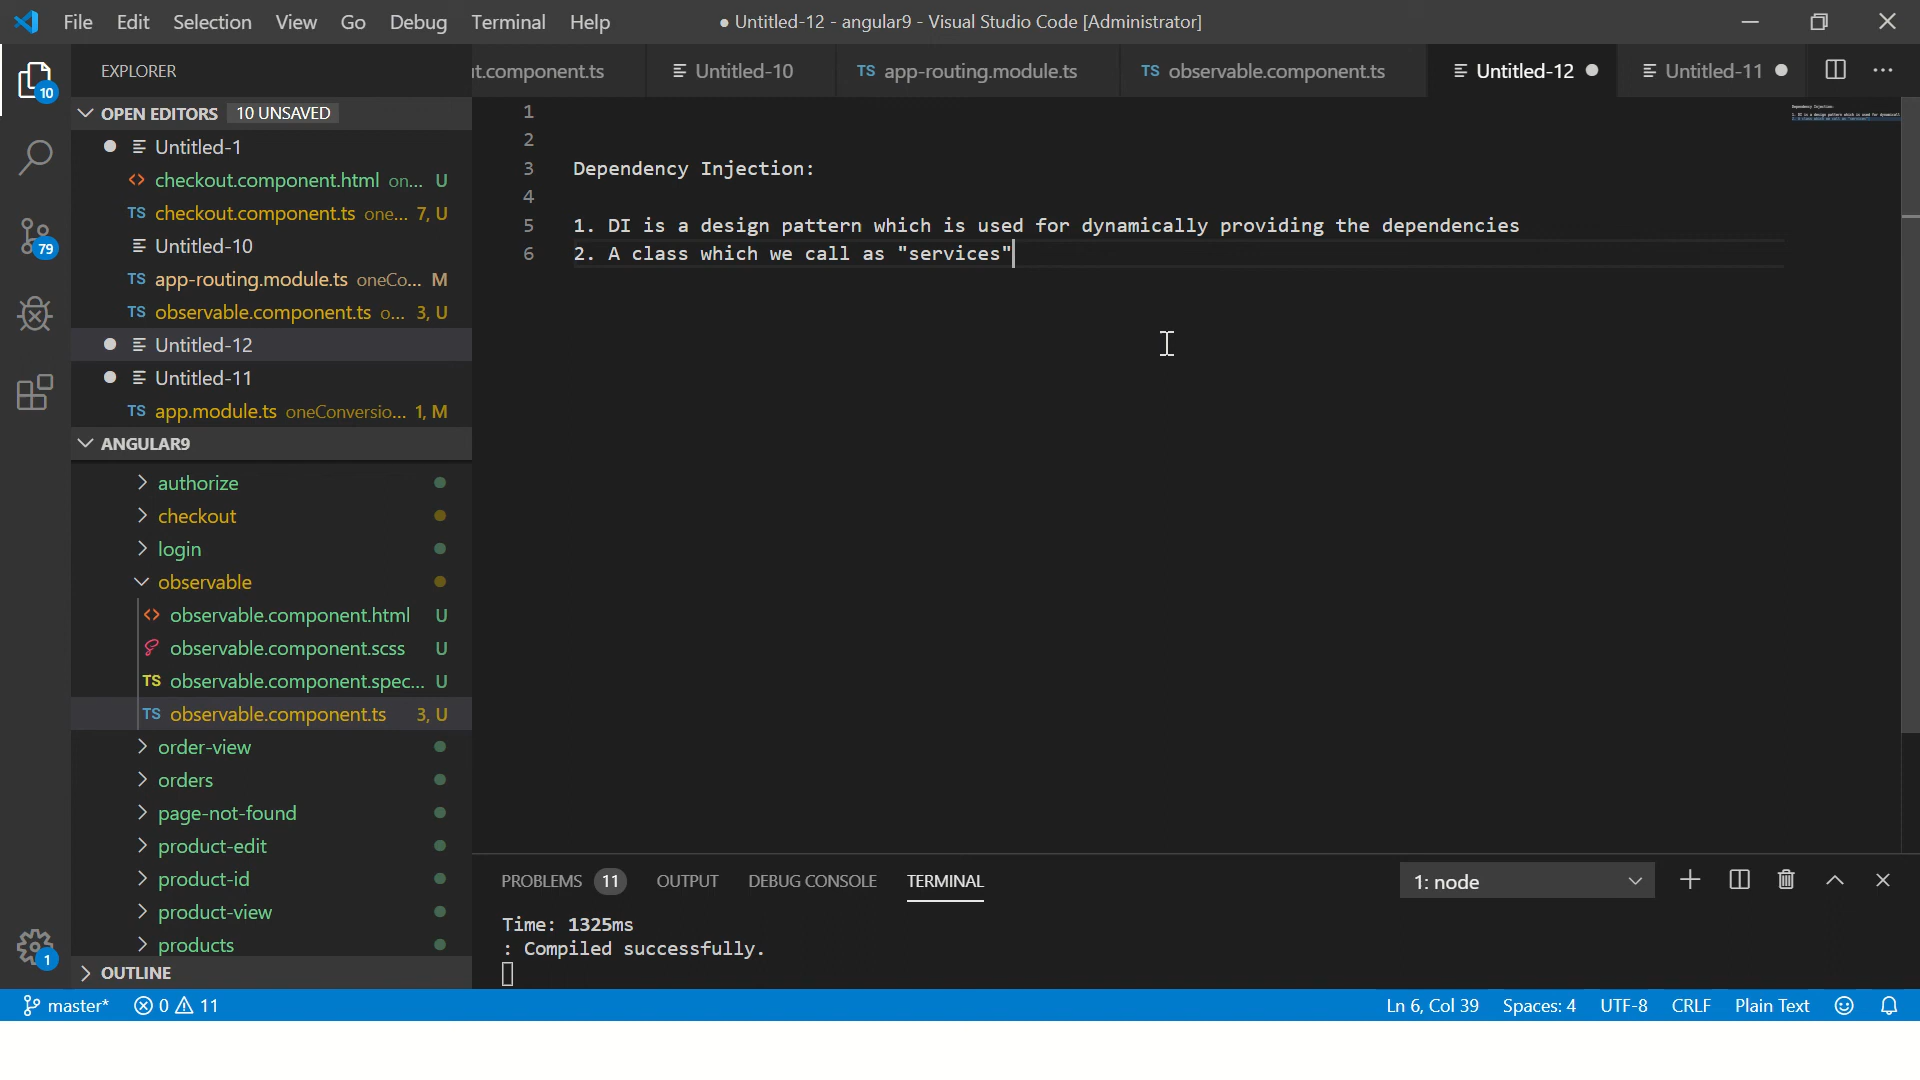 File Edit Selection View Go Debug Terminal Help
● Untitled-12 - angular9 - Visual Studio Code [Administrator]
EXPLORER
ut.component.ts
Untitled-10
TS app-routing.module.ts
TS observable.component.ts
Untitled-12
Untitled-11
10
OPEN EDITORS 10 UNSAVED
Untitled-1
checkout.component.html on... U
TS checkout.component.ts one... 7, U
Untitled-10
TS app-routing.module.ts oneCo... M
TS observable.component.ts o... 3, U
Untitled-12
Untitled-11
TS app.module.ts oneConversio... 1, M
79
ANGULAR9
authorize
checkout
login
observable
observable.component.html U
observable.component.scss U
TS observable.component.spec... U
TS observable.component.ts 3, U
order-view
orders
page-not-found
product-edit
product-id
product-view
products
OUTLINE
1
1
2
3 Dependency Injection:
4
5 1. DI is a design pattern which is used for dynamically providing the dependencies
6 2. A class which we call as "services"
PROBLEMS 11 OUTPUT DEBUG CONSOLE TERMINAL
1: node
Time: 1325ms
: Compiled successfully.
master* 0 11
Ln 6, Col 39 Spaces: 4 UTF-8 CRLF Plain Text